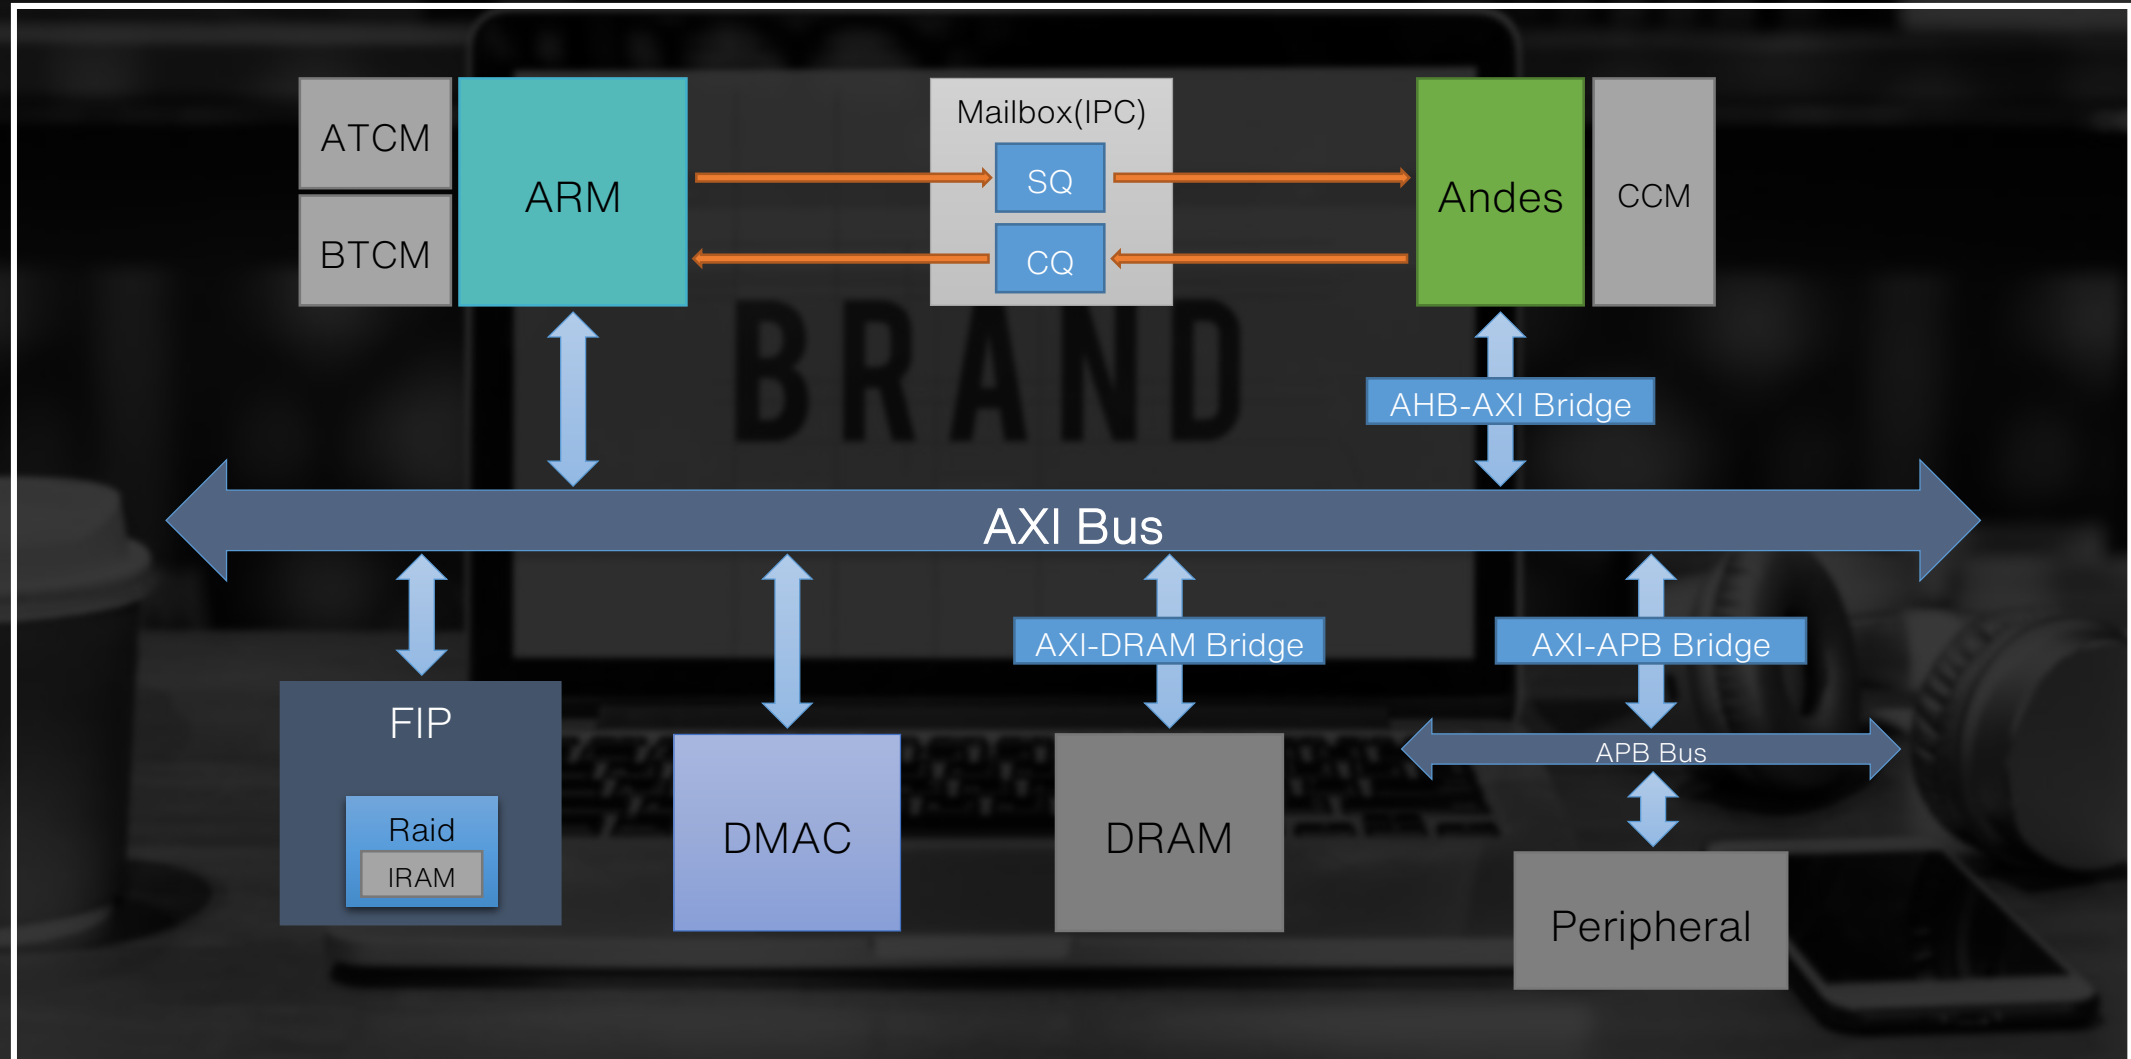 ATCM
BTCM
ARM
Mailbox(IPC)
SQ
CQ
Andes
CCM
BRAND
AHB-AXI Bridge
AXI Bus
AXI-DRAM Bridge
AXI-APB Bridge
FIP
Raid
IRAM
DMAC
DRAM
APB Bus
Peripheral